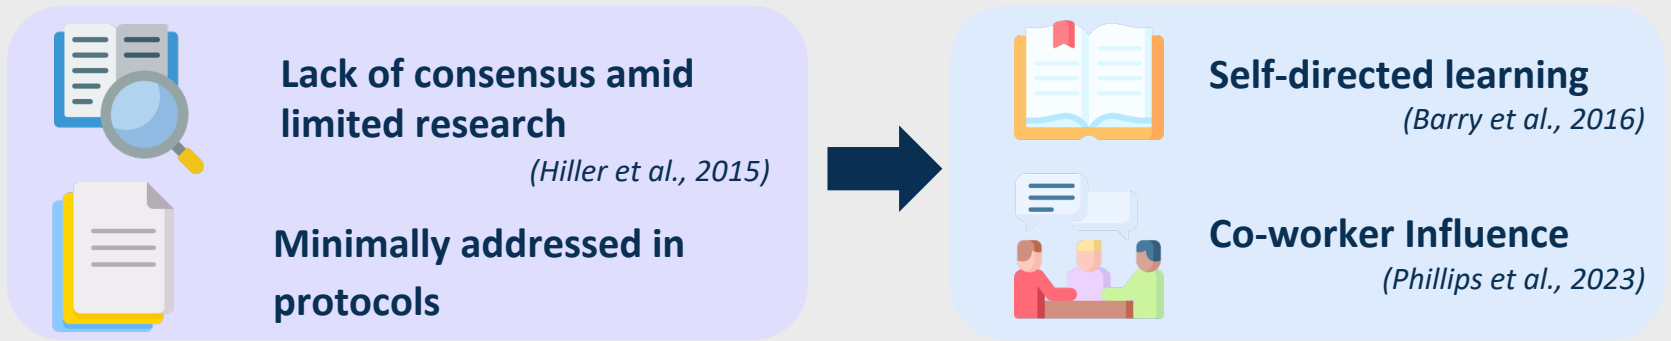 Lack of consensus amid
limited research
(Hiller et al., 2015)
Minimally addressed in
protocols
Self-directed learning
(Barry et al., 2016)
Co-worker Influence
(Phillips et al., 2023)